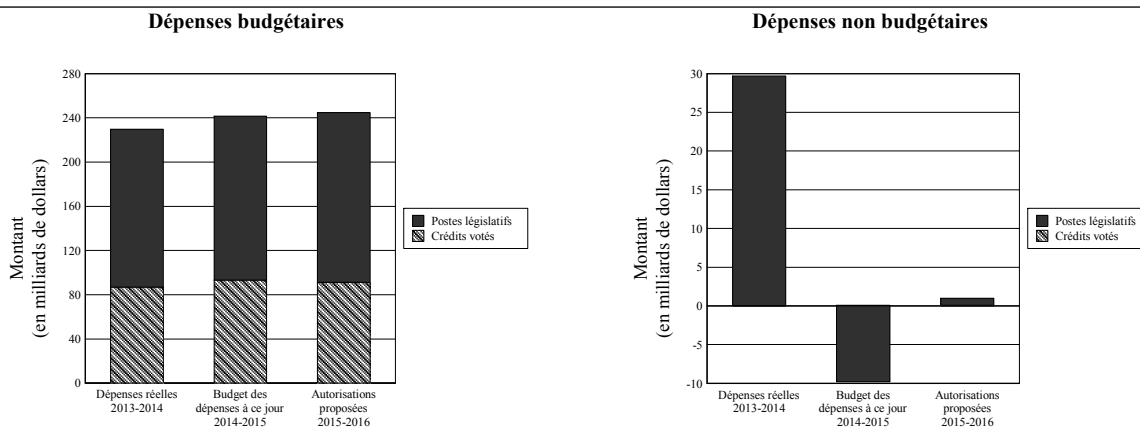 Dépenses budgétaires
280
240
200
160
120
80
40
0
Montant
(en milliards de dollars)
Dépenses réelles
2013-2014
Budget des
dépenses à ce jour
2014-2015
Autorisations
proposées
2015-2016
Postes législatifs
Crédits votés
Dépenses non budgétaires
30
25
20
15
10
5
0
-5
-10
Montant
(en milliards de dollars)
Dépenses réelles
2013-2014
Budget des
dépenses à ce jour
2014-2015
Autorisations
proposées
2015-2016
Postes législatifs
Crédits votés